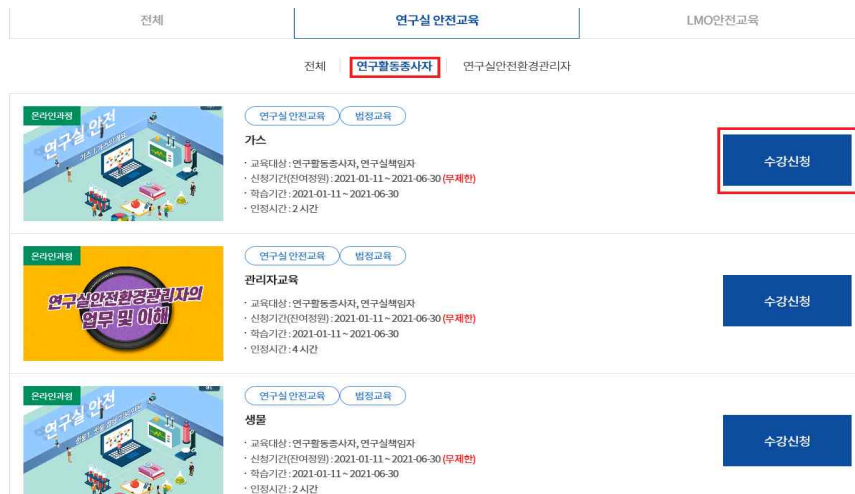 전체
연구실 안전교육
LMO안전교육
전체
연구활동종사자
연구실안전환경관리자
온라인과정
연구실 안전
연구실 안전교육
법정교육
가스
· 교육대상 : 연구활동종사자, 연구실책임자
· 신청기간(잔여정원) : 2021-01-11 ~ 2021-06-30 (무제한)
· 학습기간 : 2021-01-11 ~ 2021-06-30
· 인정시간 : 2 시간
수강신청
온라인과정
연구실안전환경관리자의
업무 및 이해
연구실 안전교육
법정교육
관리자교육
· 교육대상 : 연구활동종사자, 연구실책임자
· 신청기간(잔여정원) : 2021-01-11 ~ 2021-06-30 (무제한)
· 학습기간 : 2021-01-11 ~ 2021-06-30
· 인정시간 : 4 시간
수강신청
온라인과정
연구실 안전
연구실 안전교육
법정교육
생물
· 교육대상 : 연구활동종사자, 연구실책임자
· 신청기간(잔여정원) : 2021-01-11 ~ 2021-06-30 (무제한)
· 학습기간 : 2021-01-11 ~ 2021-06-30
· 인정시간 : 2 시간
수강신청